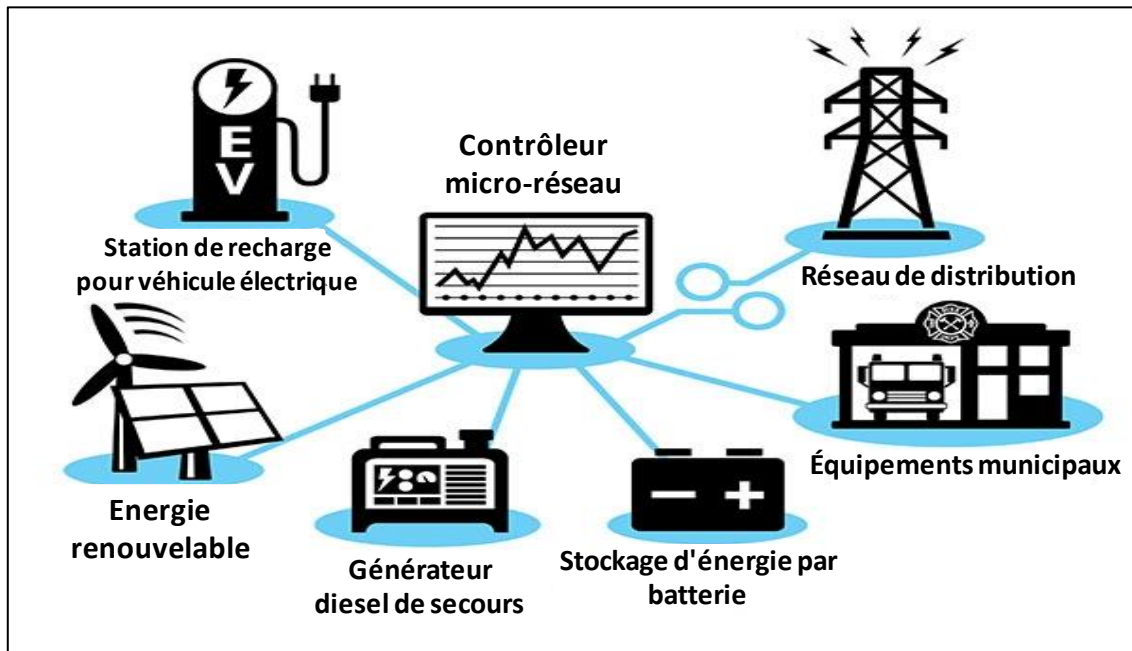 E
V
Contrôleur
micro-réseau
Station de recharge
pour véhicule électrique
Réseau de distribution
Équipements municipaux
Energie
renouvelable
Générateur
diesel de secours
Stockage d'énergie par
batterie